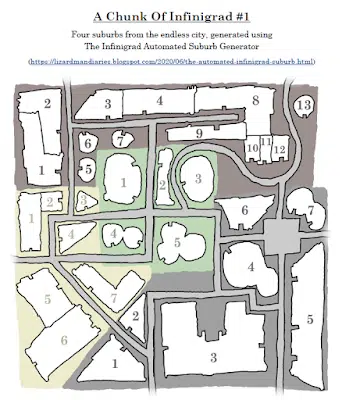 A Chunk Of Infinigrad #1
Four suburbs from the endless city, generated using
The Infinigrad Automated Suburb Generator
(https://lizardmandiaries.blogspot.com/2020/06/the-automated-infinigrad-suburb.html)
2 3 4 8 13
9
6 7 10 11 12
1 5
1 2 3
2 3
1 6 7
4 4 5
4
5 7
2
6 5
1 3